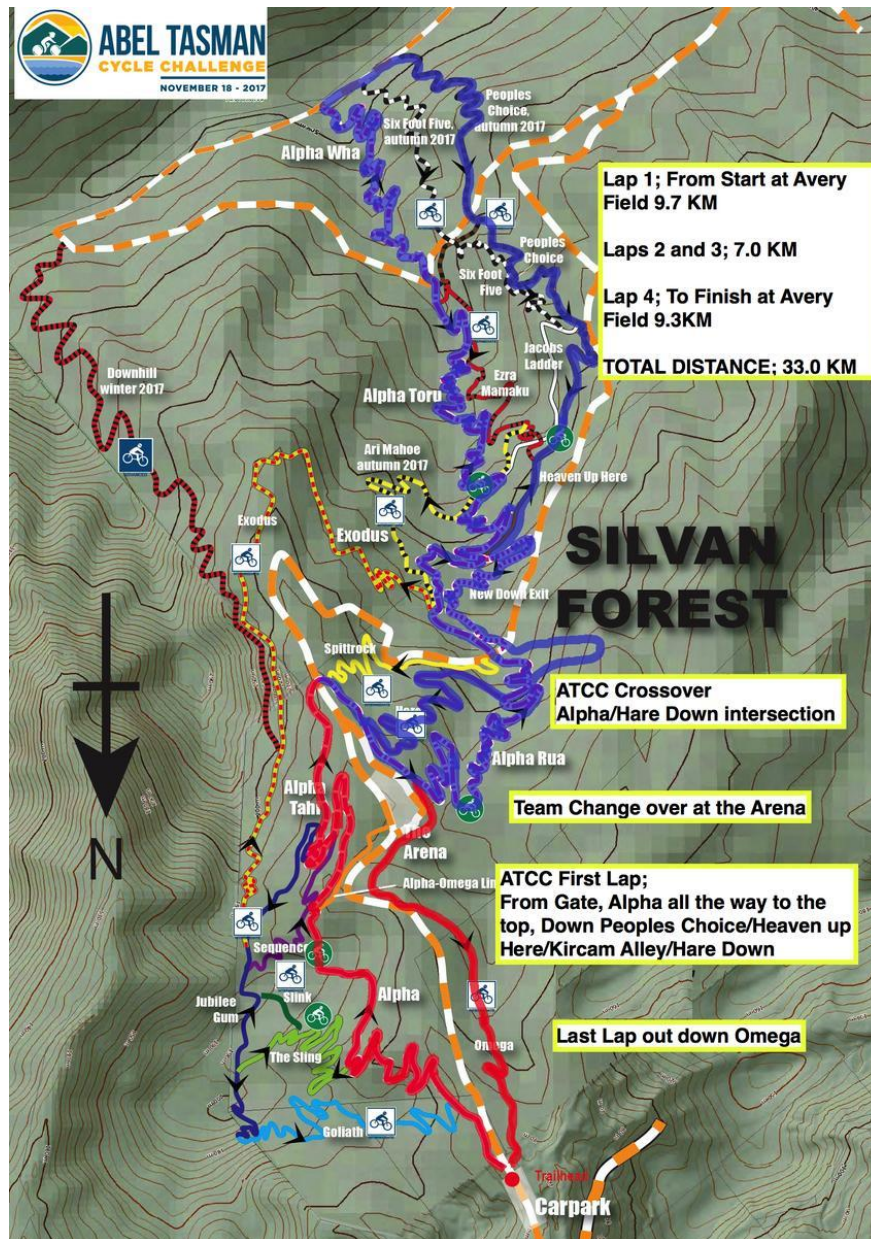 ABEL TASMAN
CYCLE CHALLENGE
NOVEMBER 18 - 2017
Peoples
Choice,
autumn 2017
Six Foot Five,
autumn 2017
Alpha Wha
Lap 1; From Start at Avery
Field 9.7 KM
Laps 2 and 3; 7.0 KM
Lap 4; To Finish at Avery
Field 9.3KM
TOTAL DISTANCE; 33.0 KM
Peoples
Choice
Six Foot
Five
Jacobs
Ladder
Downhill
winter 2017
Ezra
Mamaku
Alpha Toru
Ari Mahoe
autumn 2017
Heaven Up Here
Exodus
Exodus
SILVAN
FOREST
New Down Exit
Spittrock
ATCC Crossover
Alpha/Hare Down intersection
Alpha Rua
Alpha
Tahi
Team Change over at the Arena
Arena
Alpha-Omega Lin
N
ATCC First Lap;
From Gate, Alpha all the way to the
top, Down Peoples Choice/Heaven up
Here/Kircam Alley/Hare Down
Sequence
Slink
Alpha
Jubilee
Gum
Omega
The Sling
Last Lap out down Omega
Goliath
Trailhead
Carpark